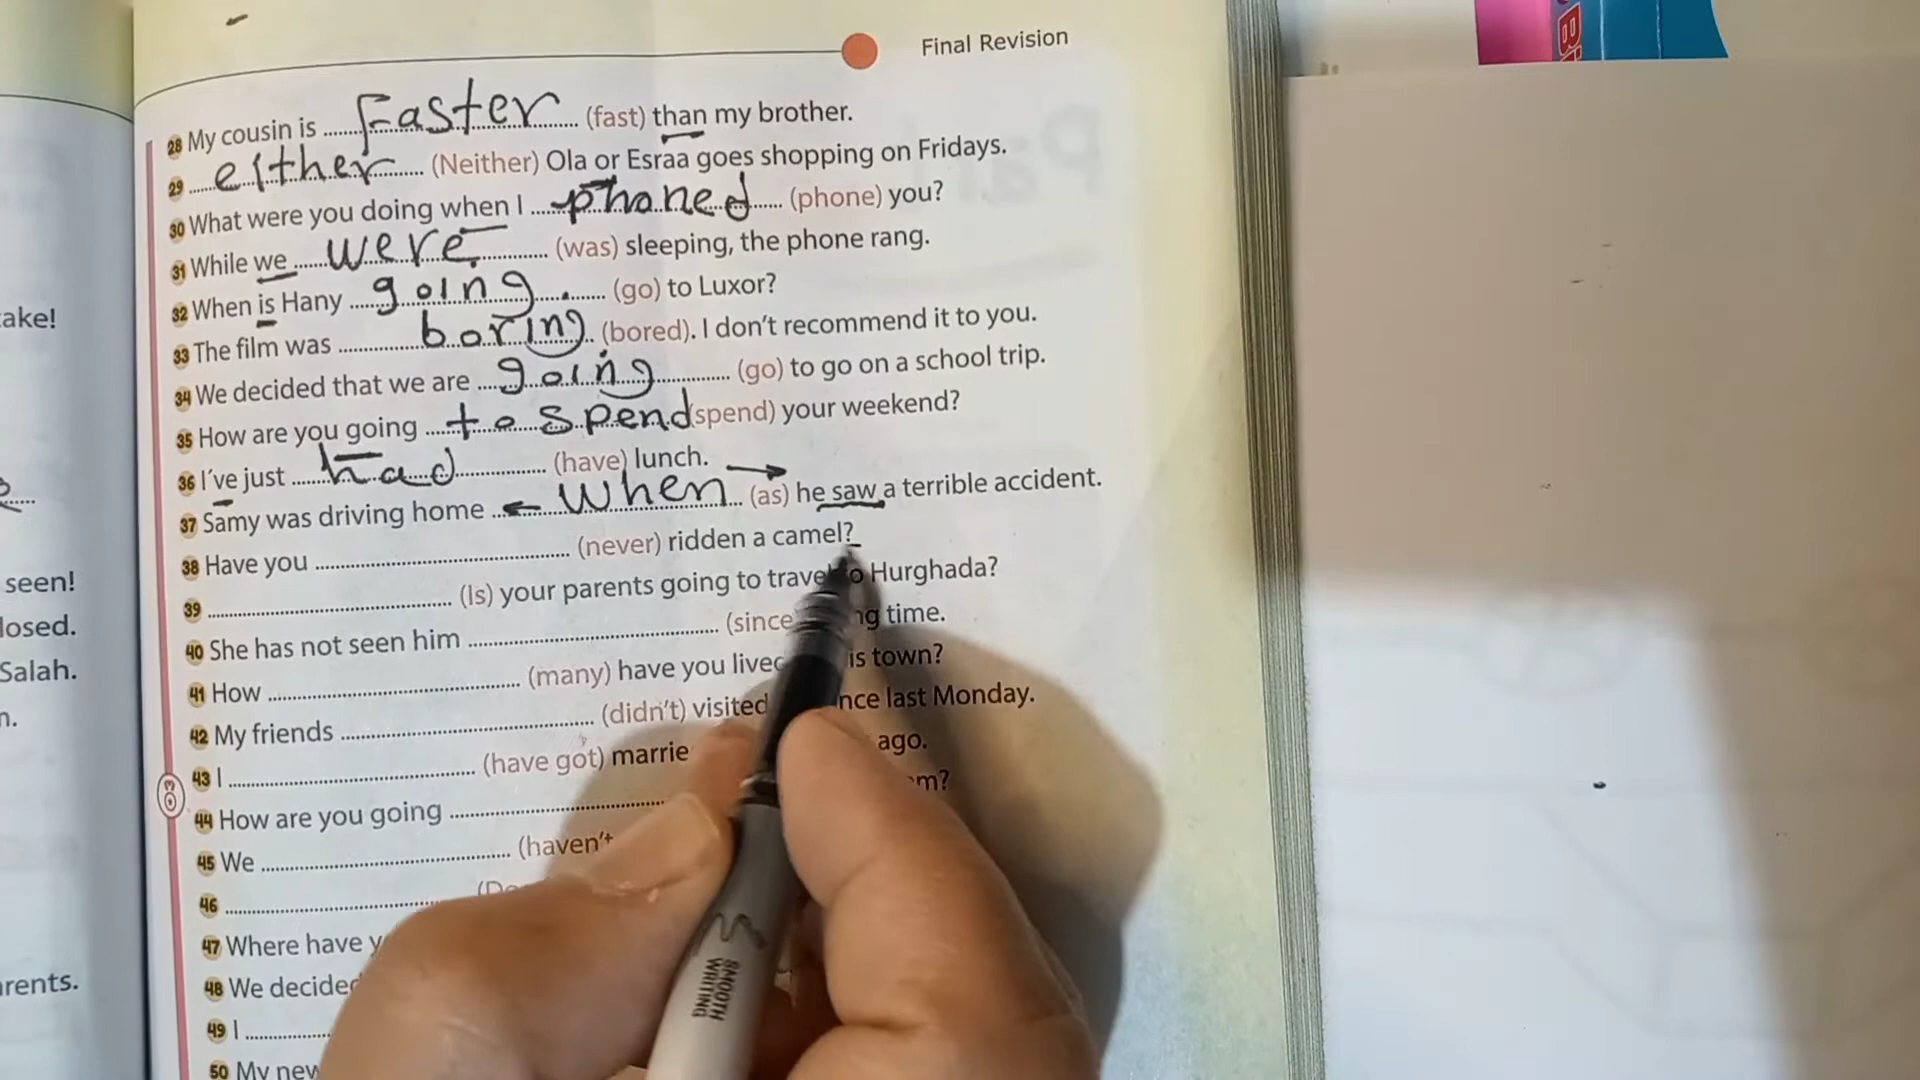 Final Revision
28 My cousin is Faster (fast) than my brother.
29 either (Neither) Ola or Esraa goes shopping on Fridays.
30 What were you doing when I phoned (phone) you?
31 While we were (was) sleeping, the phone rang.
32 When is Hany going (go) to Luxor?
33 The film was boring (bored). I don't recommend it to you.
34 We decided that we are going (go) to go on a school trip.
35 How are you going to spend (spend) your weekend?
36 I've just had (have) lunch.
37 Samy was driving home when (as) he saw a terrible accident.
38 Have you (never) ridden a camel?
39 (Is) your parents going to travel to Hurghada?
40 She has not seen him (since time.
41 How (many) have you lived town?
42 My friends (didn't) visited last Monday.
43 I (have got) ago.
44 How are you going
45 We (haven't
46
47 Where have
48 We
49 I
50 My
take!
seen!
Salah.
SMOOTH
WRITING